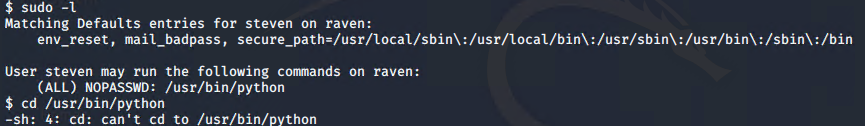 $ sudo -l
Matching Defaults entries for steven on raven:
    env_reset, mail_badpass, secure_path=/usr/local/sbin\:/usr/local/bin\:/usr/sbin\:/usr/bin\:/sbin\:/bin

User steven may run the following commands on raven:
    (ALL) NOPASSWD: /usr/bin/python
$ cd /usr/bin/python
-sh: 4: cd: can't cd to /usr/bin/python